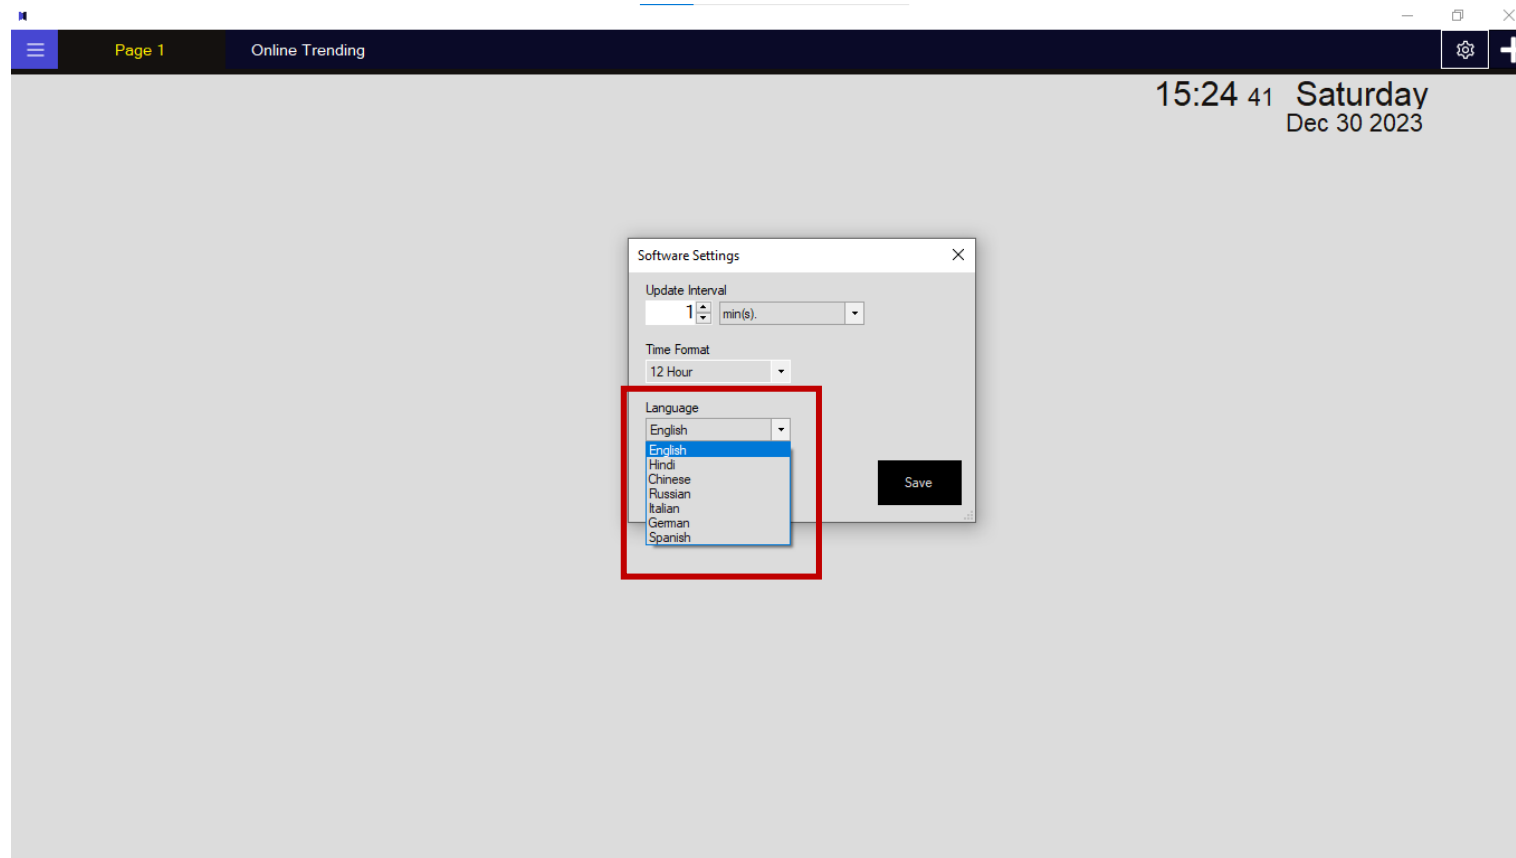 Page 1 Online Trending
15:24 41 Saturday
Dec 30 2023
Software Settings
Update Interval
1 min(s).
Time Format
12 Hour
Language
English
English
Hindi
Chinese
Russian
Italian
German
Spanish
Save